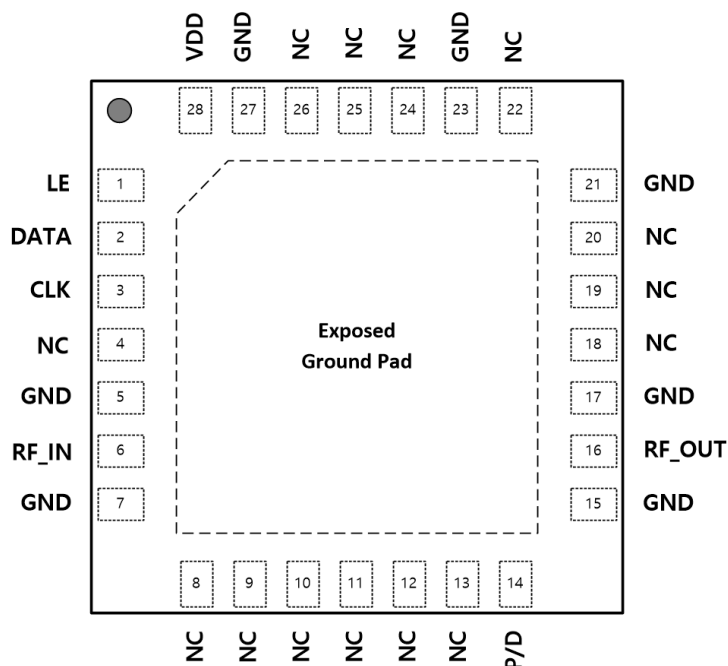 VDD GND NC NC NC GND NC
28 27 26 25 24 23 22
LE 1 21 GND
DATA 2 20 NC
CLK 3 19 NC
NC 4 18 NC
Exposed
Ground Pad
GND 5 17 GND
RF_IN 6 16 RF_OUT
GND 7 15 GND
8 9 10 11 12 13 14
NC NC NC NC NC NC P/D